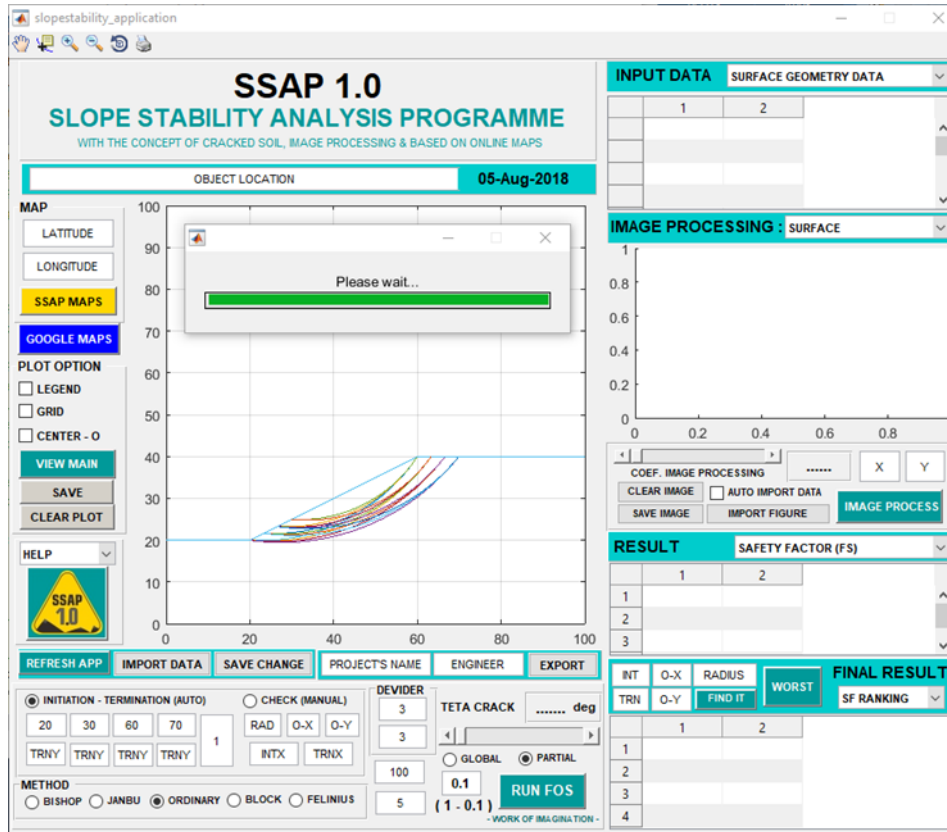 slopestability_application
SSAP 1.0
SLOPE STABILITY ANALYSIS PROGRAMME
WITH THE CONCEPT OF CRACKED SOIL, IMAGE PROCESSING & BASED ON ONLINE MAPS
OBJECT LOCATION 05-Aug-2018
MAP
LATITUDE
LONGITUDE
SSAP MAPS
GOOGLE MAPS
PLOT OPTION
LEGEND
GRID
CENTER - O
VIEW MAIN
SAVE
CLEAR PLOT
HELP
SSAP
1.0
100
90
80
70
60
50
40
30
20
10
0
0 20 40 60 80 100
Please wait...
INPUT DATA SURFACE GEOMETRY DATA
1 2
IMAGE PROCESSING : SURFACE
1
0.8
0.6
0.4
0.2
0
0 0.2 0.4 0.6 0.8
COEF. IMAGE PROCESSING ...... X Y
CLEAR IMAGE AUTO IMPORT DATA
SAVE IMAGE IMPORT FIGURE IMAGE PROCESS
RESULT SAFETY FACTOR (FS)
1 2
1
2
3
REFRESH APP IMPORT DATA SAVE CHANGE PROJECT'S NAME ENGINEER EXPORT
INITIATION - TERMINATION (AUTO) CHECK (MANUAL)
20 30 60 70 1 RAD O-X O-Y
TRNY TRNY TRNY TRNY INTX TRNX
METHOD
BISHOP JANBU ORDINARY BLOCK FELINIUS
DEVIDER
3
3
100
5
TETA CRACK ....... deg
GLOBAL PARTIAL
0.1
( 1 - 0.1 )
RUN FOS
- WORK OF IMAGINATION -
INT O-X RADIUS WORST FINAL RESULT
TRN O-Y FIND IT SF RANKING
1 2
1
2
3
4